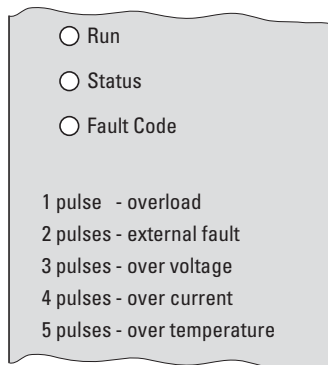 Run
Status
Fault Code
1 pulse - overload
2 pulses - external fault
3 pulses - over voltage
4 pulses - over current
5 pulses - over temperature